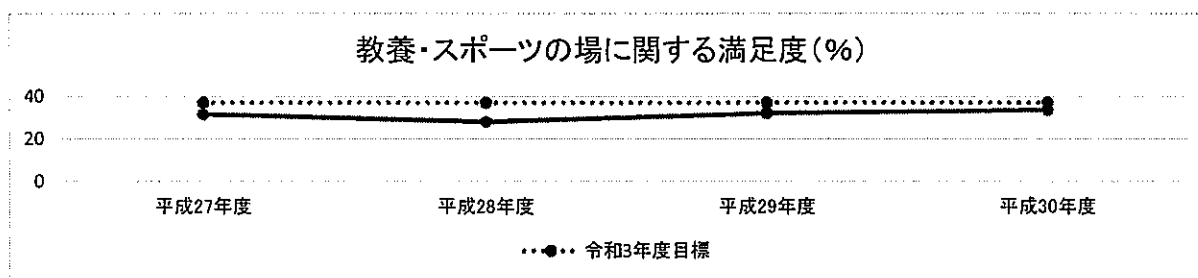 教養・スポーツの場に関する満足度(%)
40
20
0
平成27年度 平成28年度 平成29年度 平成30年度
令和3年度目標